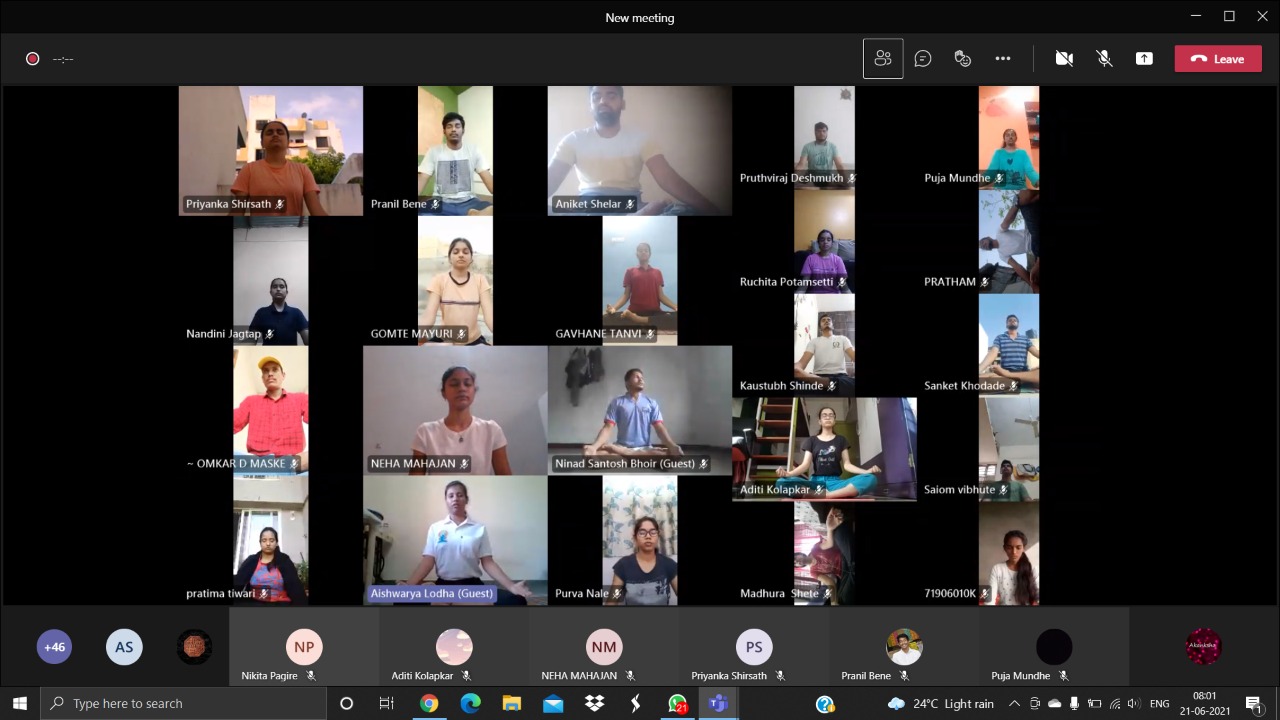 New meeting
--:--
Leave
Priyanka Shirsath
Pranil Bene
Aniket Shelar
Pruthviraj Deshmukh
Puja Mundhe
Ruchita Potamsetti
PRATHAM
Nandini Jagtap
GOMTE MAYURI
GAVHANE TANVI
Kaustubh Shinde
Sanket Khodade
~ OMKAR D MASKE
NEHA MAHAJAN
Ninad Santosh Bhoir (Guest)
Aditi Kolapkar
Saiom vibhute
pratima tiwari
Aishwarya Lodha (Guest)
Purva Nale
Madhura Shete
71906010K
+46
AS
NP
NM
PS
Nikita Pagire
Aditi Kolapkar
NEHA MAHAJAN
Priyanka Shirsath
Pranil Bene
Puja Mundhe
Type here to search
21
24°C Light rain
ENG
08:01
21-06-2021
1